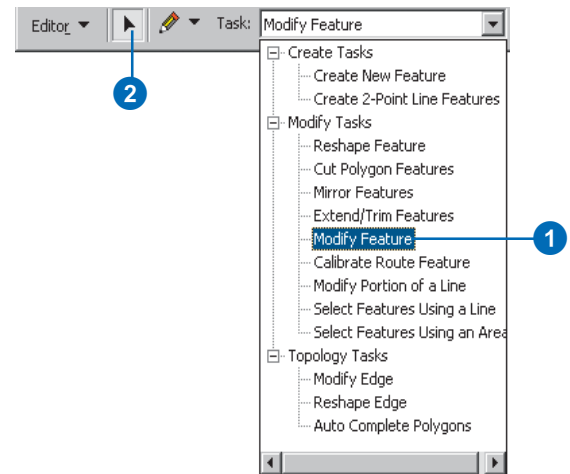 Editor Task: Modify Feature
2
Create Tasks
Create New Feature
Create 2-Point Line Features
Modify Tasks
Reshape Feature
Cut Polygon Features
Mirror Features
Extend/Trim Features
Modify Feature 1
Calibrate Route Feature
Modify Portion of a Line
Select Features Using a Line
Select Features Using an Area
Topology Tasks
Modify Edge
Reshape Edge
Auto Complete Polygons